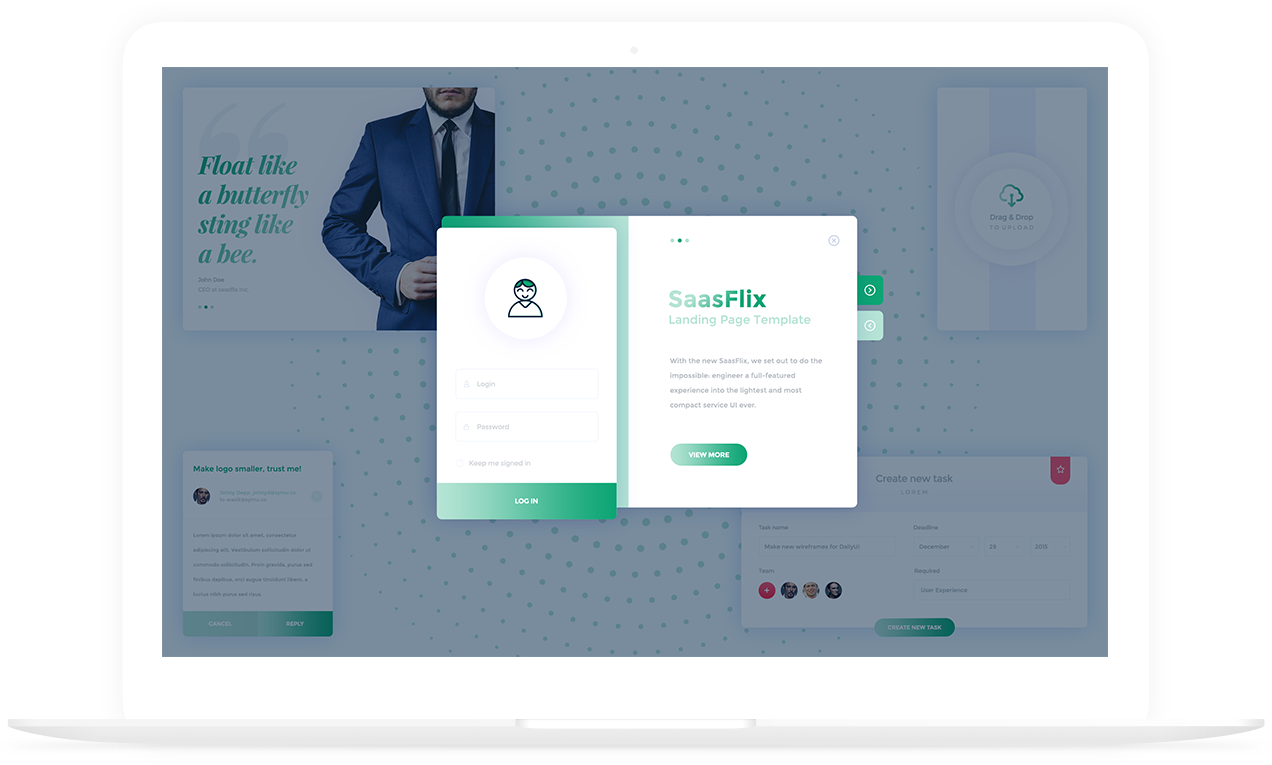 Float like
a butterfly
sting like
a bee.
John Doe
CEO at saasflix inc.
Drag & Drop
TO UPLOAD
Login
Password
Keep me signed in
LOG IN
SaasFlix
Landing Page Template
With the new SaasFlix, we set out to do the
impossible: engineer a full-featured
experience into the lightest and most
compact service UI ever.
VIEW MORE
Make logo smaller, trust me!
Lorem ipsum dolor sit amet, consectetur
adipiscing elit. Vestibulum sollicitudin dolor ut
commodo sollicitudin. Proin gravida, purus sed
finibus dapibus, orci augue tincidunt libero, a
luctus nibh purus sed risus.
CANCEL
REPLY
Create new task
LOREM
Task name
Deadline
Make new wireframes for DailyUI
December
29
2015
Team
Required
User Experience
CREATE NEW TASK